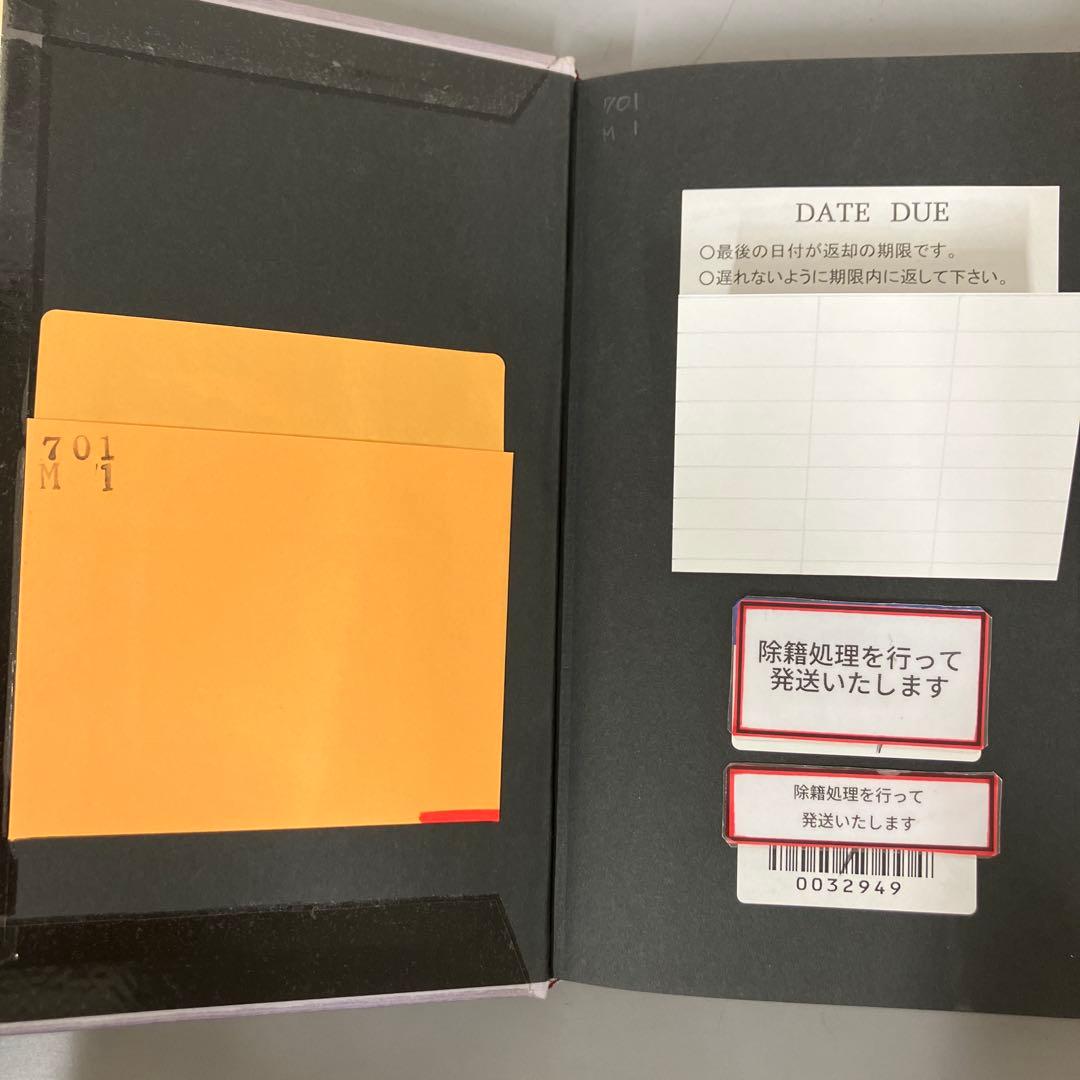 701
M 1
701
M 1
DATE DUE
○最後の日付が返却の期限です。
○遅れないように期限内に返して下さい。
除籍処理を行って
発送いたします
除籍処理を行って
発送いたします
0032949